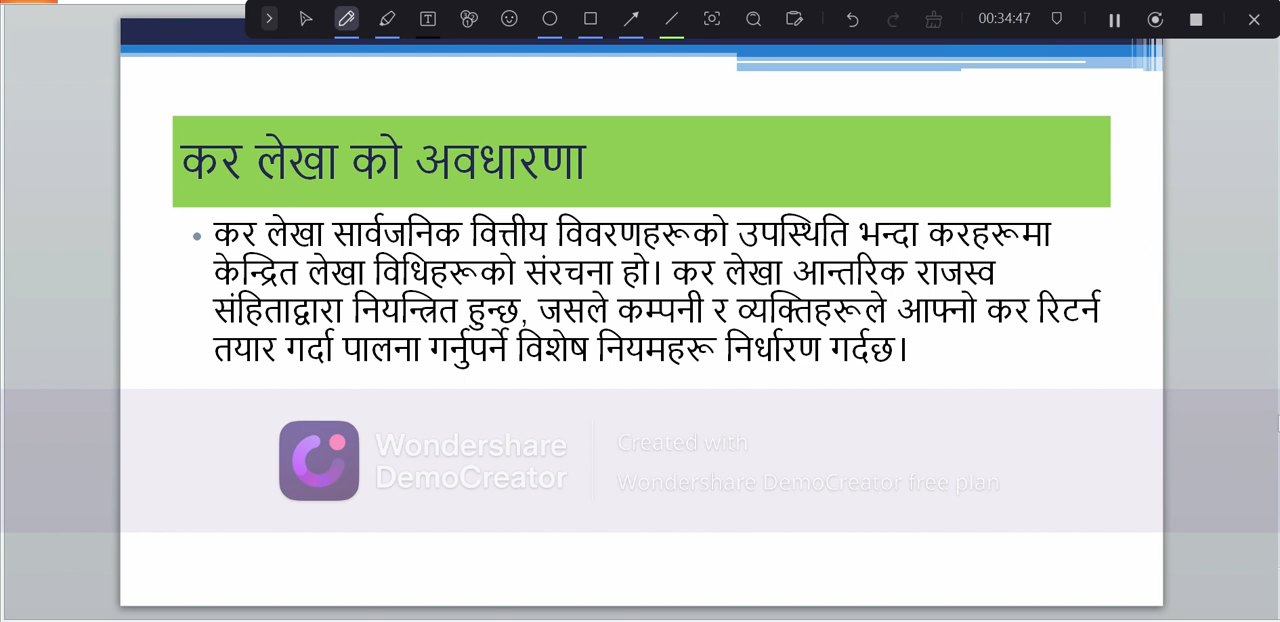 00:34:47
कर लेखा को अवधारणा
• कर लेखा सार्वजनिक वित्तीय विवरणहरूको उपस्थिति भन्दा करहरूमा
केन्द्रित लेखा विधिहरूको संरचना हो। कर लेखा आन्तरिक राजस्व
संहिताद्वारा नियन्त्रित हुन्छ, जसले कम्पनी र व्यक्तिहरूले आफ्नो कर रिटर्न
तयार गर्दा पालना गर्नुपर्ने विशेष नियमहरू निर्धारण गर्दछ।
Wondershare
DemoCreator
Created with
Wondershare DemoCreator free plan